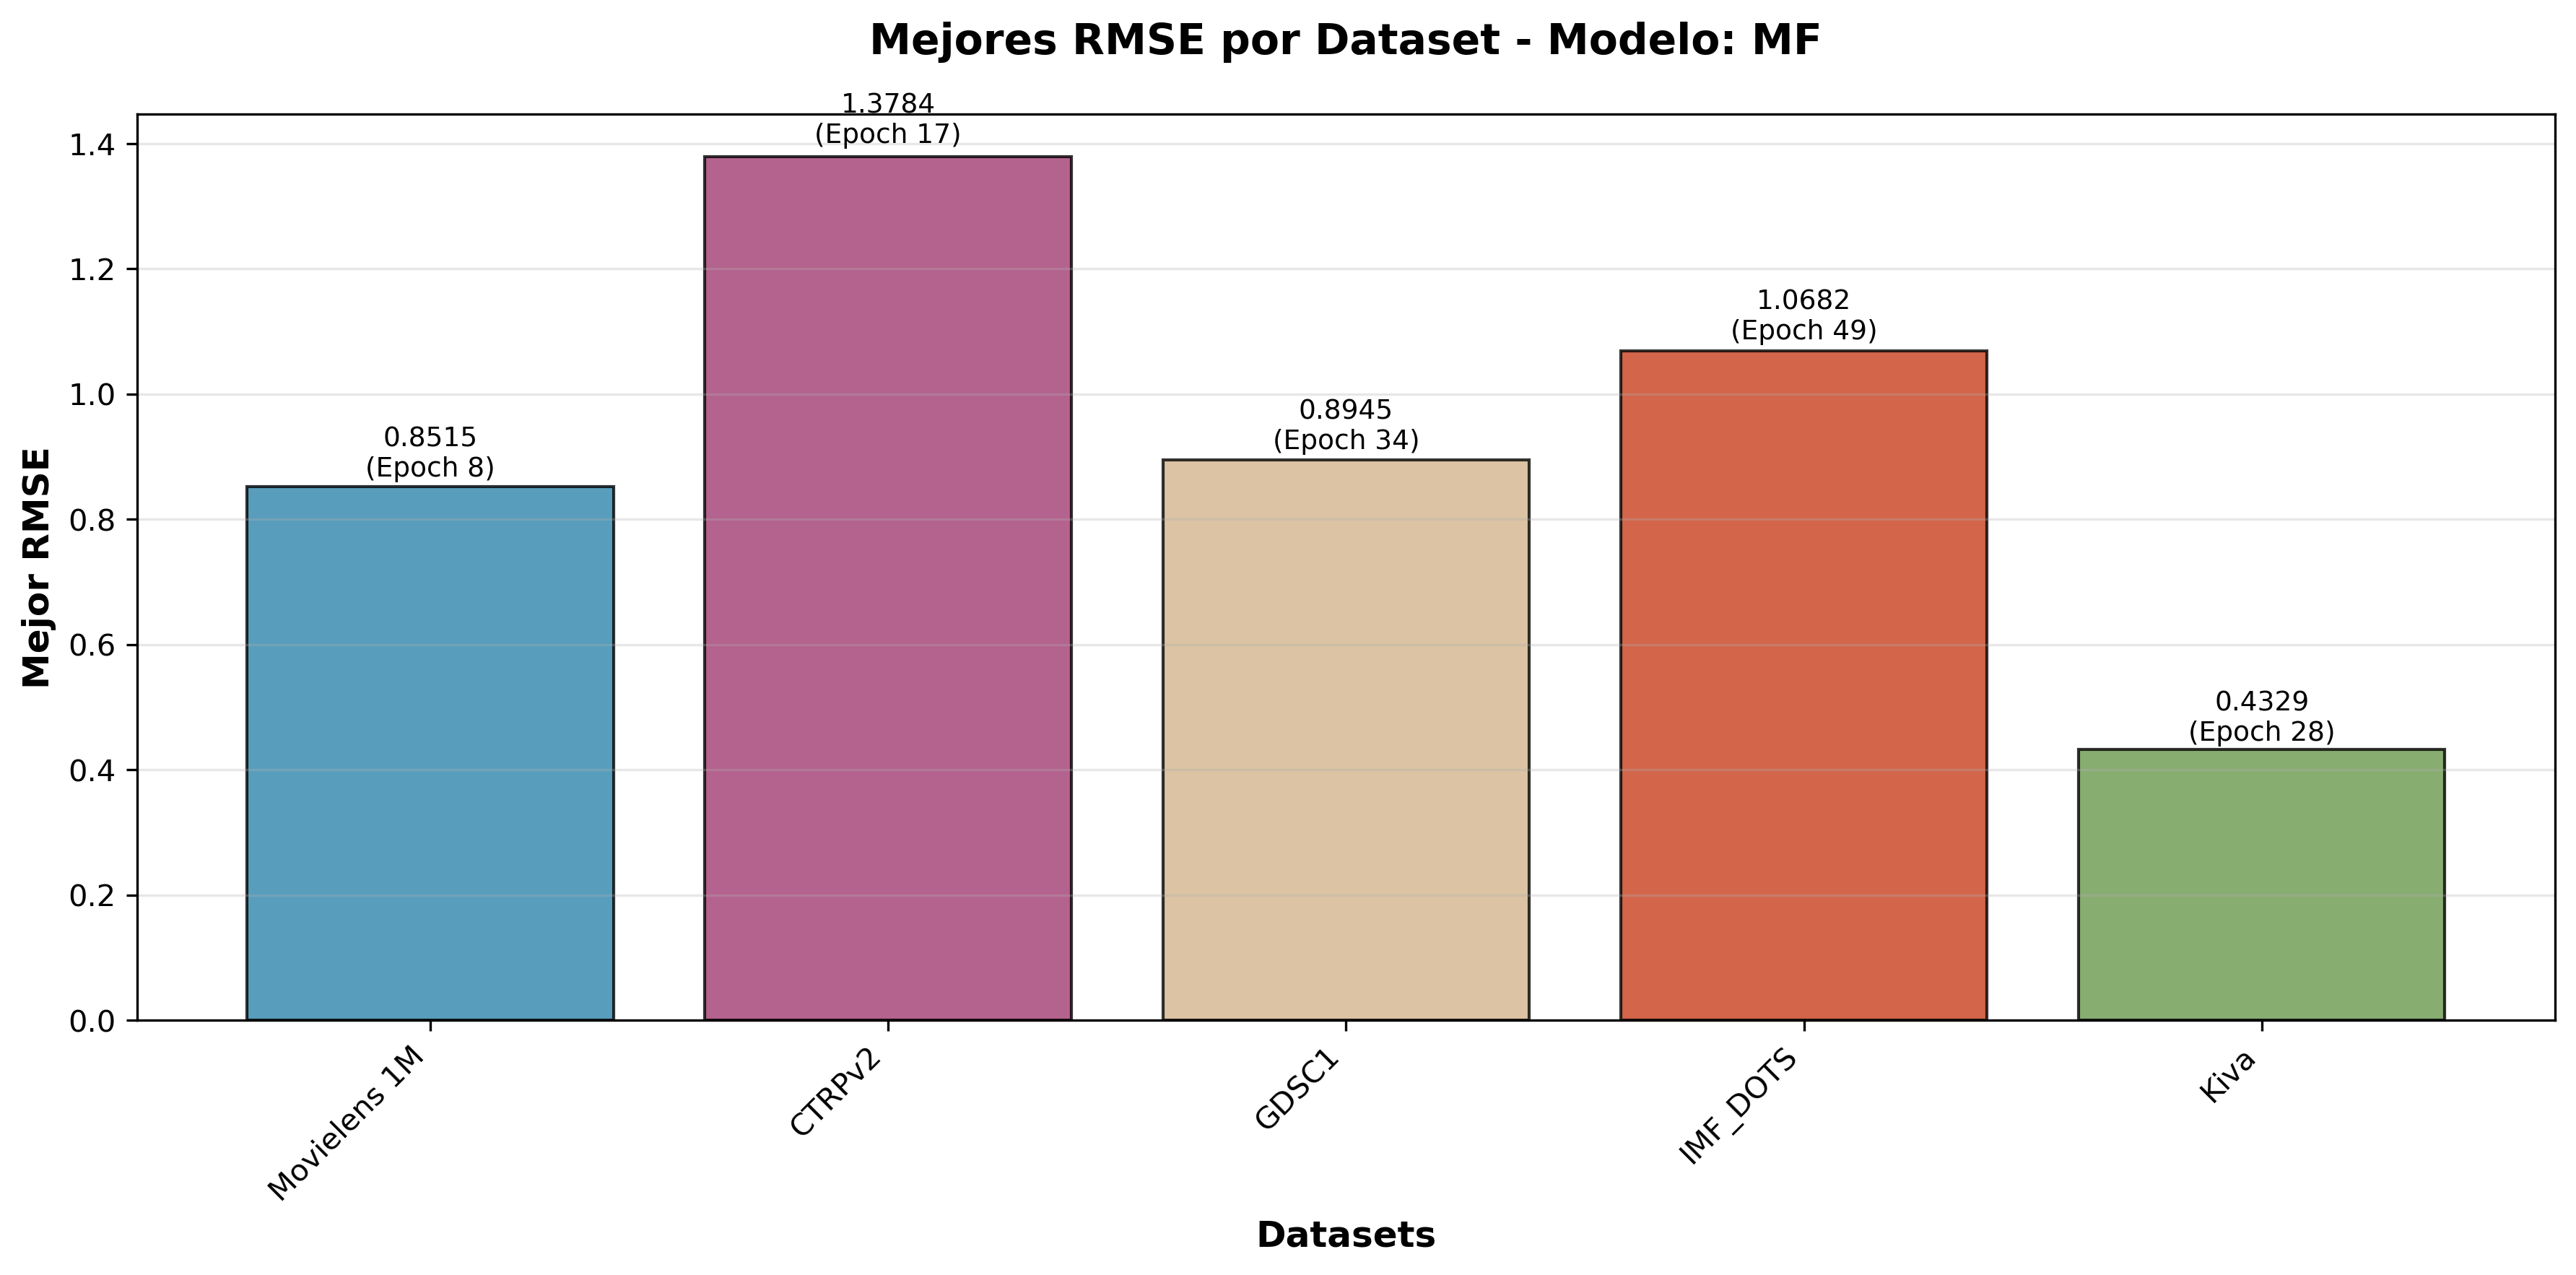 Mejores RMSE por Dataset - Modelo: MF
Mejor RMSE
1.4
1.2
1.0
0.8
0.6
0.4
0.2
0.0
0.8515
(Epoch 8)
1.3784
(Epoch 17)
0.8945
(Epoch 34)
1.0682
(Epoch 49)
0.4329
(Epoch 28)
Movielens 1M
CTRPv2
GDSC1
IMF_DOTS
Kiva
Datasets